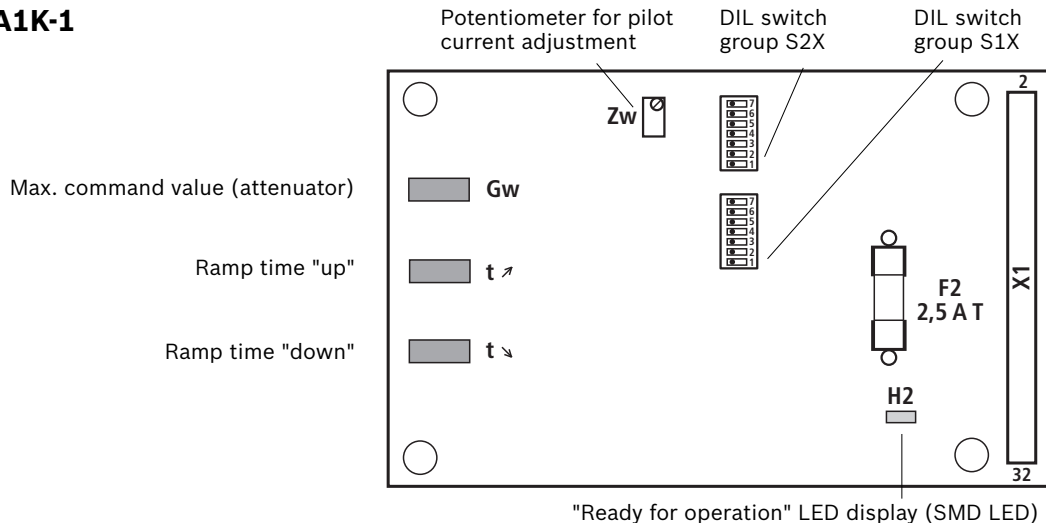 A1K-1
Potentiometer for pilot
current adjustment
DIL switch
group S2X
DIL switch
group S1X
2
Zw
7
6
5
4
3
2
1
Max. command value (attenuator)
Gw
7
6
5
4
3
2
1
Ramp time "up"
t ↗
X1
F2
2,5 A T
Ramp time "down"
t ↘
H2
32
"Ready for operation" LED display (SMD LED)